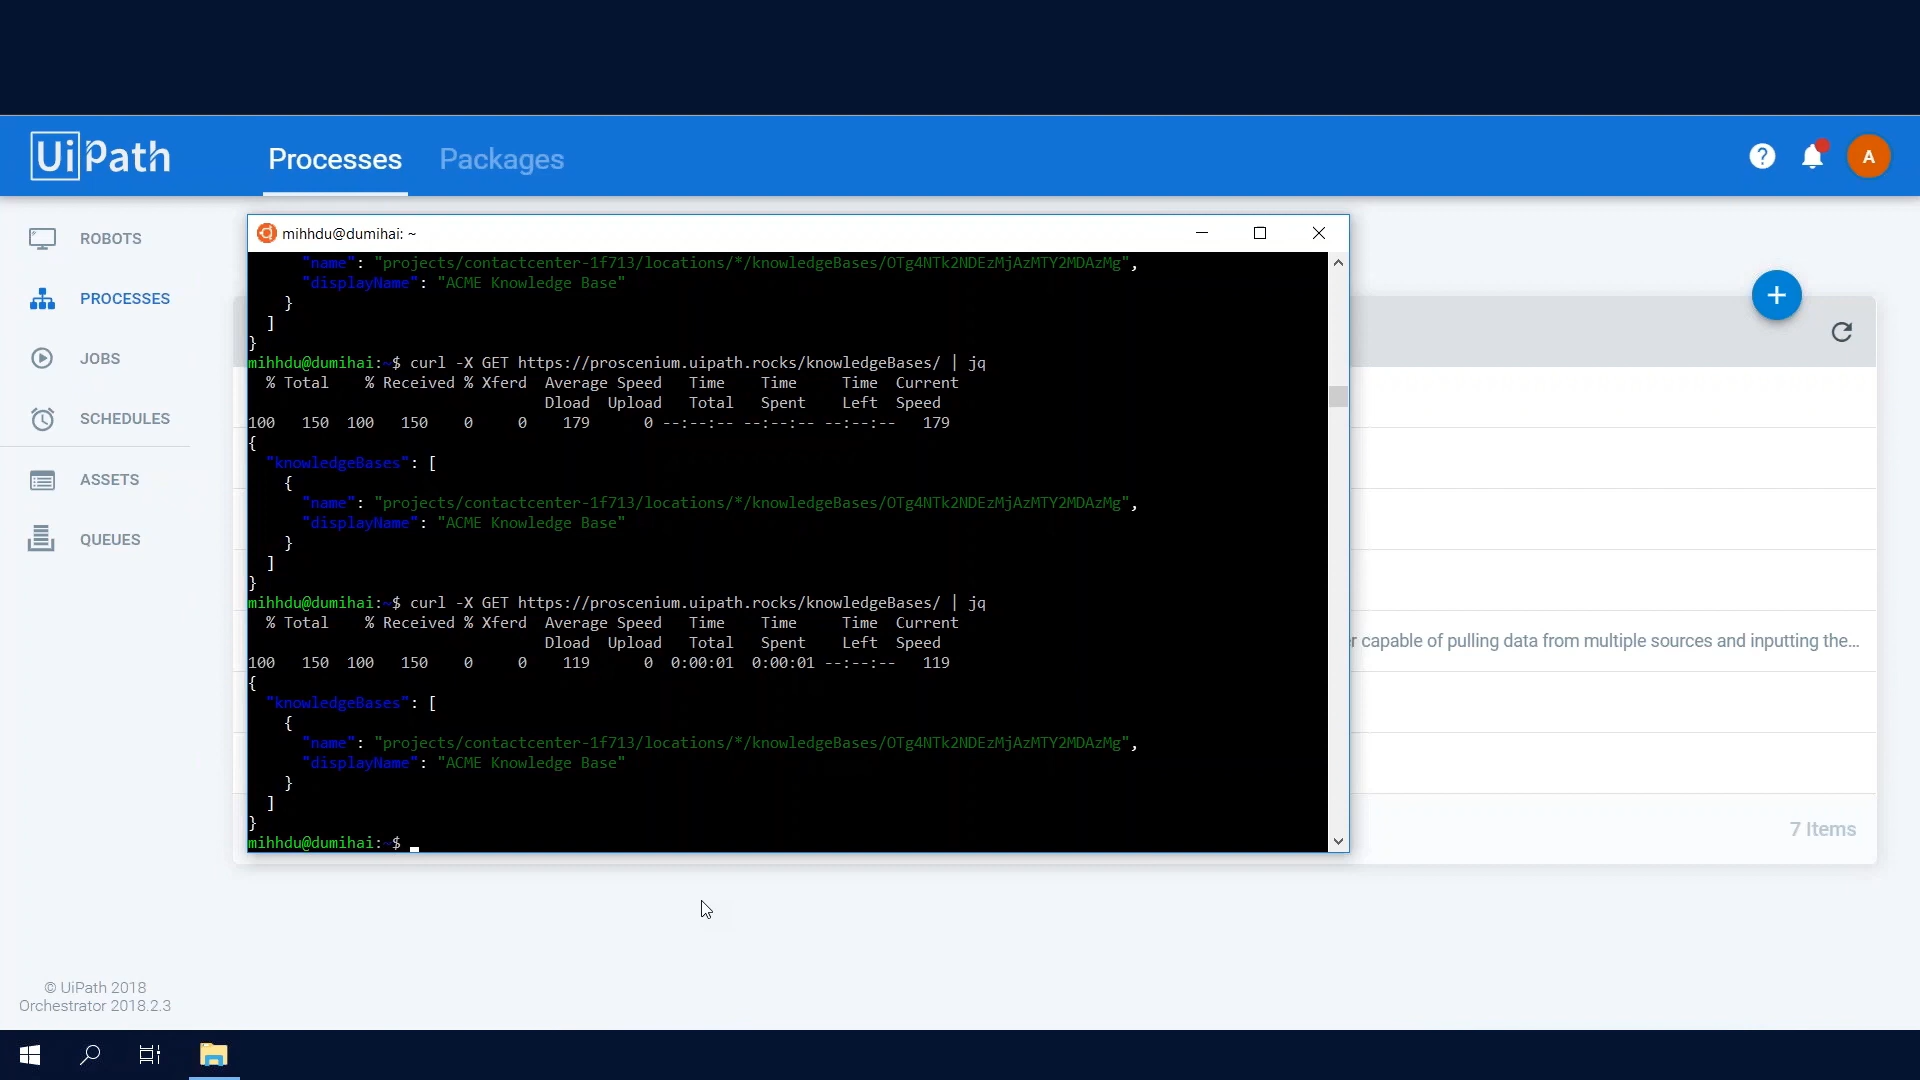 UiPath
Processes
Packages
?
A
ROBOTS
PROCESSES
JOBS
SCHEDULES
ASSETS
QUEUES
mihhdu@dumihai: ~
"name": "projects/contactcenter-1f713/locations/*/knowledgeBases/OTg4NTk2NDEzMjAzMTY2MDAzMg",
"displayName": "ACME Knowledge Base"
}
]
}
mihhdu@dumihai:~$ curl -X GET https://proscenium.uipath.rocks/knowledgeBases/ | jq
% Total % Received % Xferd Average Speed Time Time Time Current
Dload Upload Total Spent Left Speed
100 150 100 150 0 0 179 0 --:--:-- --:--:-- --:--:-- 179
{
"knowledgeBases": [
{
"name": "projects/contactcenter-1f713/locations/*/knowledgeBases/OTg4NTk2NDEzMjAzMTY2MDAzMg",
"displayName": "ACME Knowledge Base"
}
]
}
mihhdu@dumihai:~$ curl -X GET https://proscenium.uipath.rocks/knowledgeBases/ | jq
% Total % Received % Xferd Average Speed Time Time Time Current
Dload Upload Total Spent Left Speed
100 150 100 150 0 0 119 0 0:00:01 0:00:01 --:--:-- 119
{
"knowledgeBases": [
{
"name": "projects/contactcenter-1f713/locations/*/knowledgeBases/OTg4NTk2NDEzMjAzMTY2MDAzMg",
"displayName": "ACME Knowledge Base"
}
]
}
mihhdu@dumihai:~$
r capable of pulling data from multiple sources and inputting the...
7 Items
© UiPath 2018
Orchestrator 2018.2.3